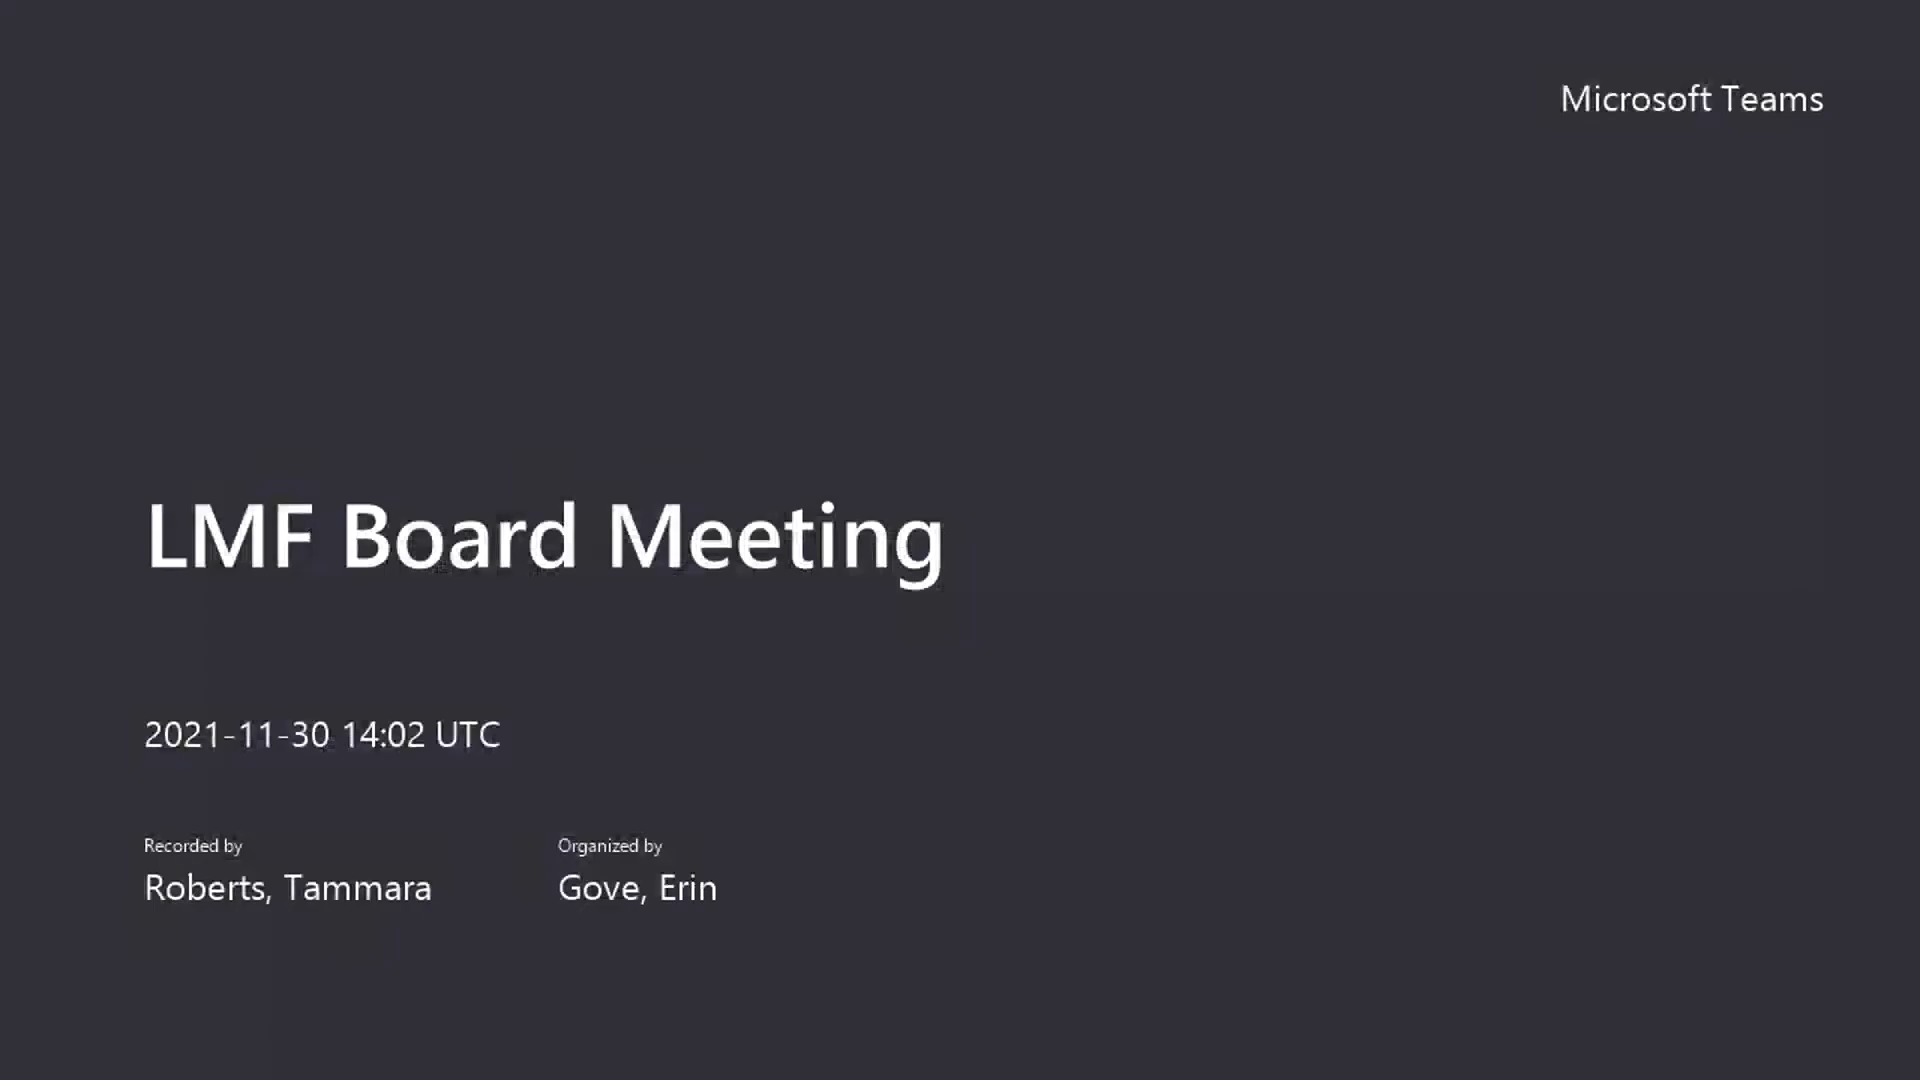 Microsoft Teams
LMF Board Meeting
2021-11-30 14:02 UTC
Recorded by
Roberts, Tammara
Organized by
Gove, Erin